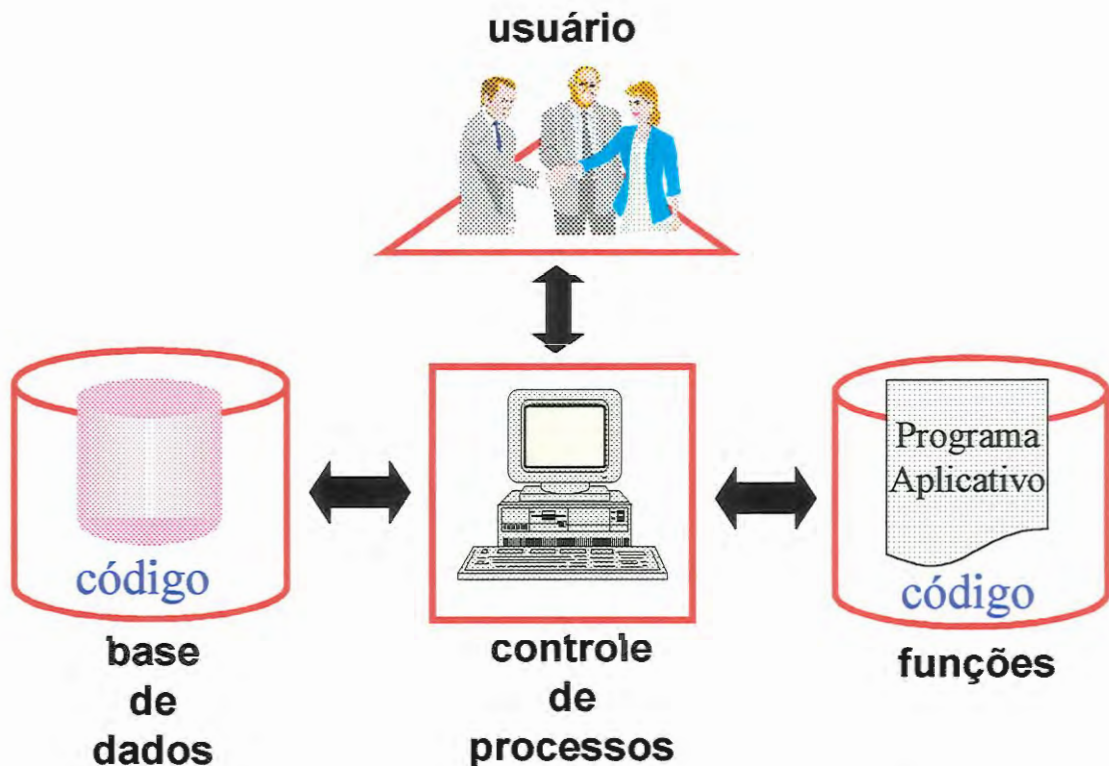 usuário
Programa
Aplicativo
código
código
base
de
dados
controle
de
processos
funções